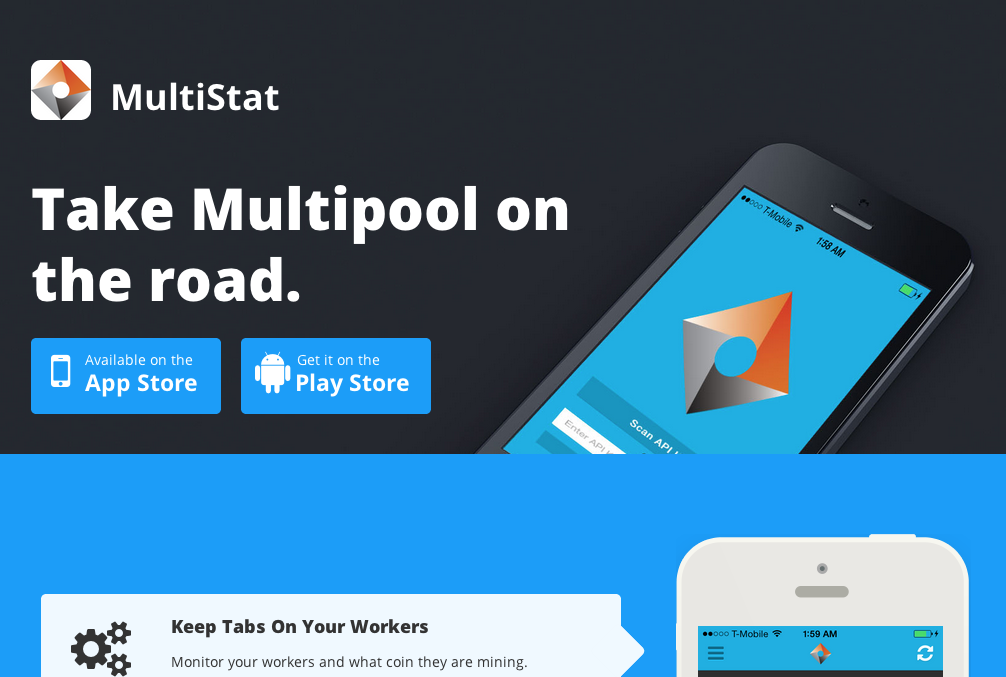 MultiStat
Take Multipool on
the road.
Available on the
App Store
Get it on the
Play Store
T-Mobile
1:58 AM
Scan API
Enter API
Keep Tabs On Your Workers
Monitor your workers and what coin they are mining.
T-Mobile 1:59 AM